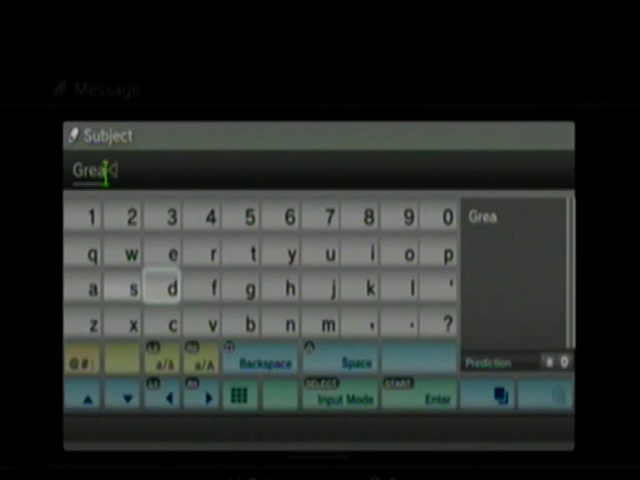 Message
Subject
Grea
1 2 3 4 5 6 7 8 9 0
Grea
q w e r t y u i o p
a s d f g h j k l '
z x c v b n m , . ?
@#: a/á a/A Backspace Space
Prediction
SELECT START
Input Mode Enter